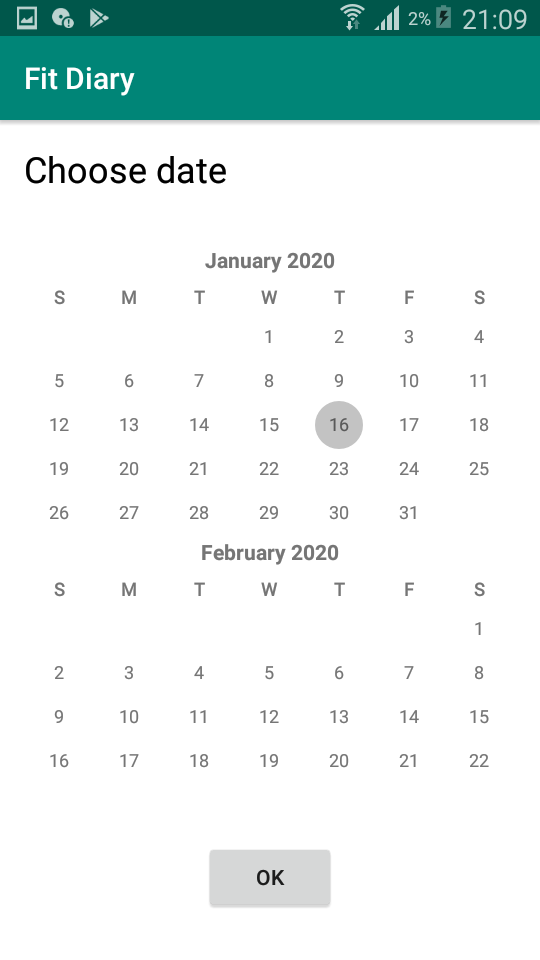 2% 21:09
Fit Diary
Choose date
January 2020
S M T W T F S
1 2 3 4
5 6 7 8 9 10 11
12 13 14 15 16 17 18
19 20 21 22 23 24 25
26 27 28 29 30 31
February 2020
S M T W T F S
1
2 3 4 5 6 7 8
9 10 11 12 13 14 15
16 17 18 19 20 21 22
OK